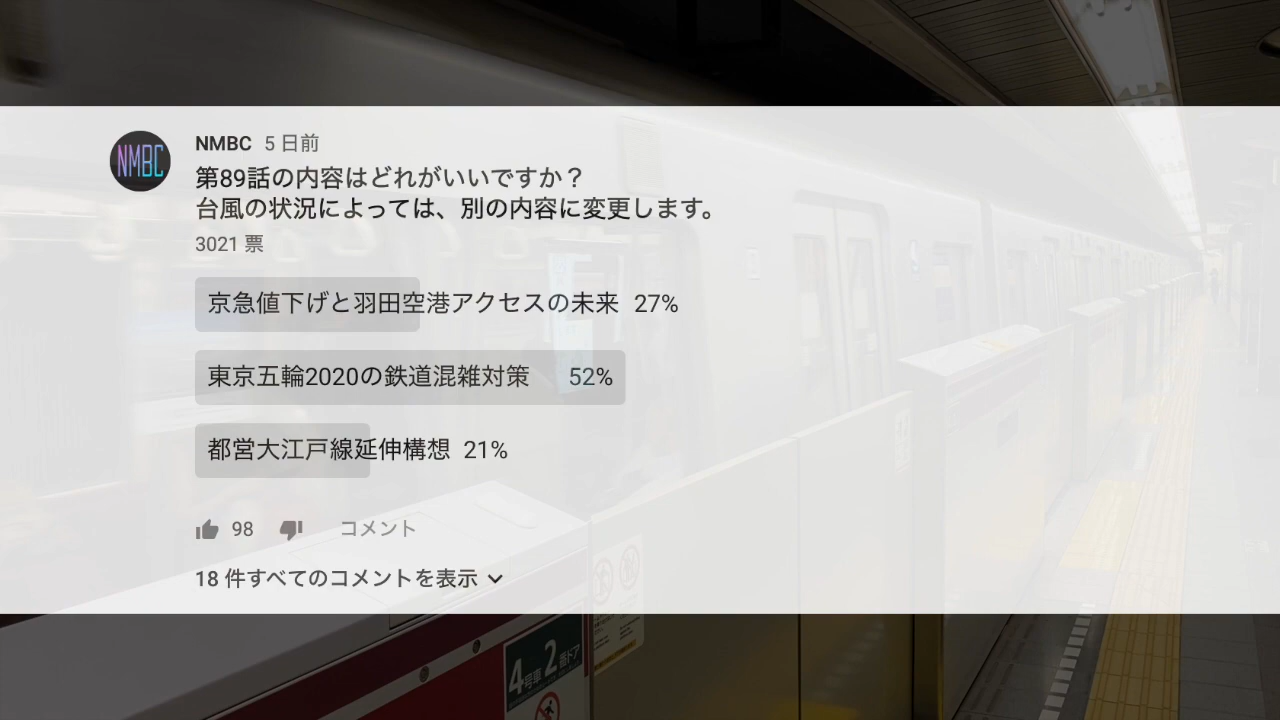 NMBC
NMBC 5 日前
第89話の内容はどれがいいですか？
台風の状況によっては、別の内容に変更します。
3021 票
京急値下げと羽田空港アクセスの未来 27%
東京五輪2020の鉄道混雑対策 52%
都営大江戸線延伸構想 21%
98 コメント
18 件すべてのコメントを表示
4号車 2番ドア